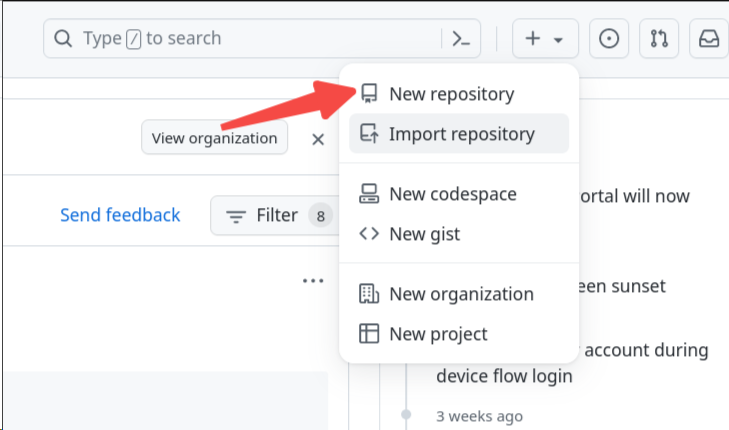 Type / to search
New repository
View organization
Import repository
New codespace
ortal will now
Send feedback
Filter 8
New gist
een sunset
New organization
New project
account during
device flow login
3 weeks ago